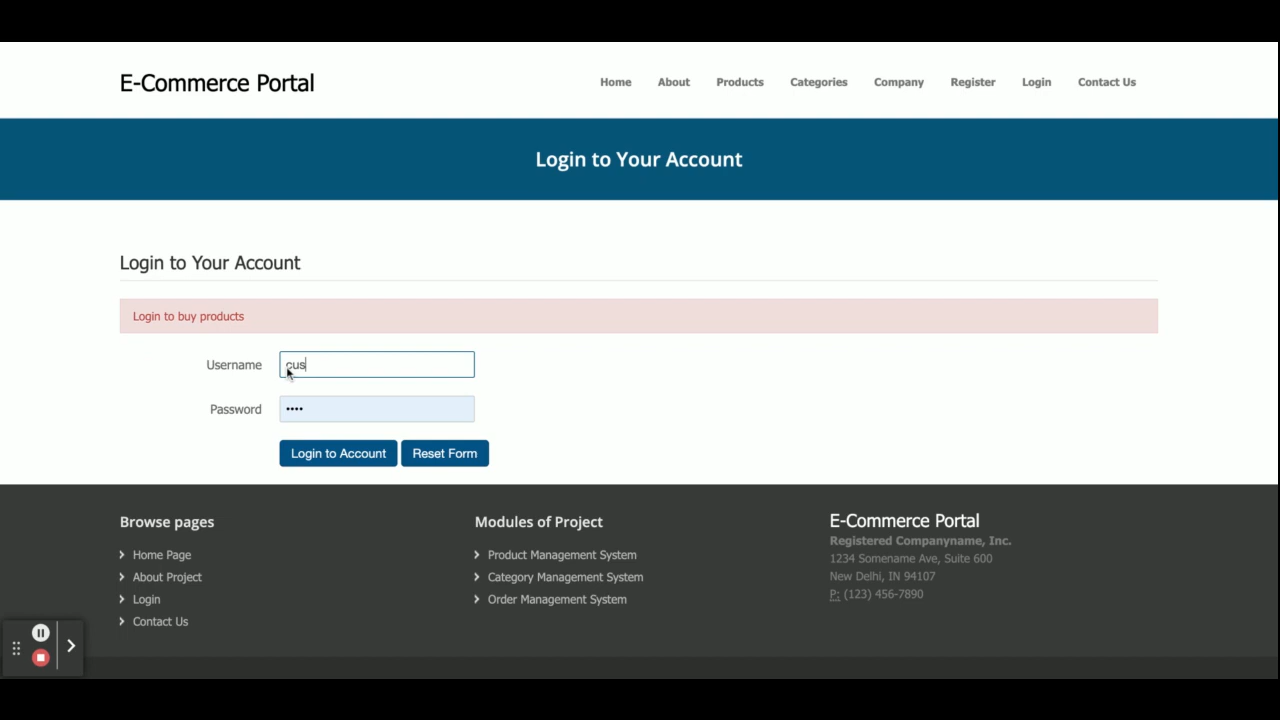 E-Commerce Portal
Home About Products Categories Company Register Login Contact Us
Login to Your Account
Login to Your Account
Login to buy products
Username cus
Password ••••
Login to Account Reset Form
Browse pages
Home Page
About Project
Login
Contact Us
Modules of Project
Product Management System
Category Management System
Order Management System
E-Commerce Portal
Registered Companyname, Inc.
1234 Somename Ave, Suite 600
New Delhi, IN 94107
P: (123) 456-7890